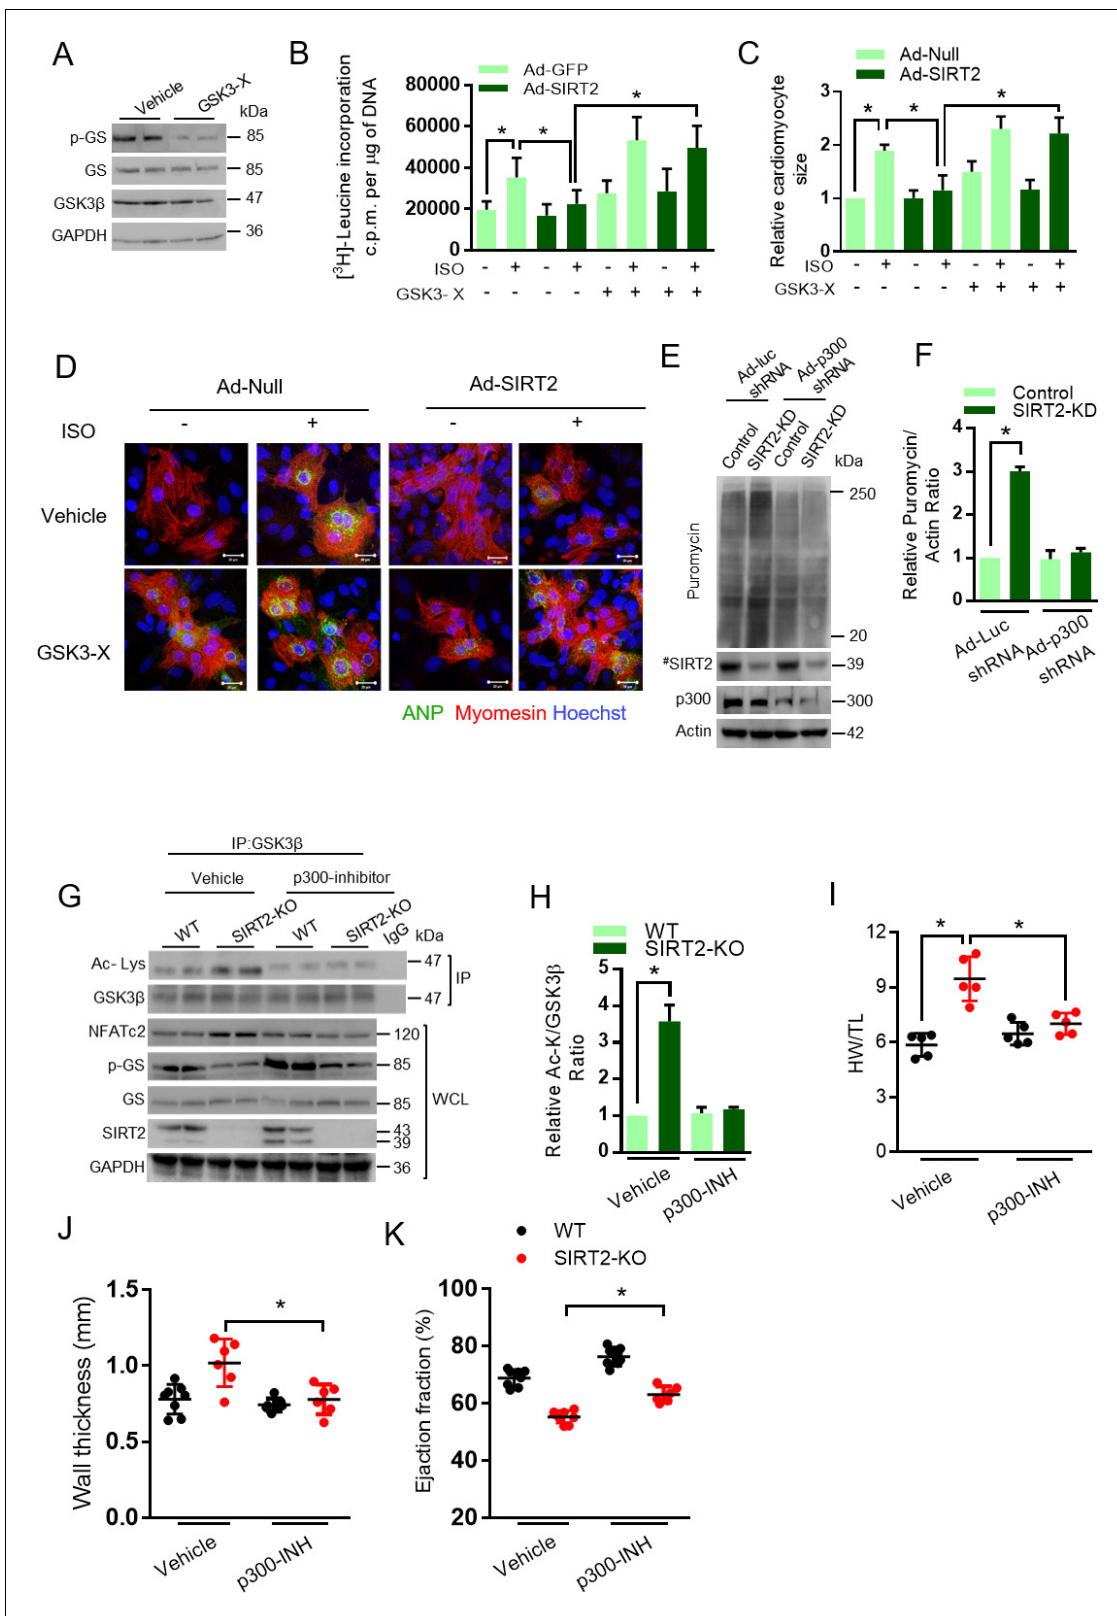 A
Vehicle
GSK3-X
kDa
p-GS
85
GS
85
GSK3β
47
GAPDH
36
B
[³H]-Leucine incorporation
c.p.m. per μg of DNA
Ad-GFP
Ad-SIRT2
80000
60000
40000
20000
0
* * *
ISO - + - + - + - +
GSK3- X - - - - + + + +
C
Relative cardiomyocyte
size
Ad-Null
Ad-SIRT2
3
2
1
0
* * *
ISO - + - + - + - +
GSK3-X - - - - + + + +
D
Ad-Null
Ad-SIRT2
ISO - + - +
Vehicle
GSK3-X
ANP Myomesin Hoechst
E
Ad-luc
shRNA
Ad-p300
shRNA
Control
SIRT2-KD
Control
SIRT2-KD
kDa
Puromycin
250
20
#SIRT2
39
p300
300
Actin
42
F
Control
SIRT2-KD
Relative Puromycin/
Actin Ratio
4
3
2
1
0
*
Ad-Luc
shRNA
Ad-p300
shRNA
G
IP:GSK3β
Vehicle
p300-inhibitor
WT
SIRT2-KO
WT
SIRT2-KO
IgG
kDa
Ac- Lys
47
GSK3β
47
IP
NFATc2
120
p-GS
85
GS
85
WCL
SIRT2
43
39
GAPDH
36
H
WT
SIRT2-KO
Relative Ac-K/GSK3β
Ratio
5
4
3
2
1
0
*
Vehicle
p300-INH
I
HW/TL
12
9
6
3
0
* *
Vehicle
p300-INH
J
Wall thickness (mm)
1.5
1.0
0.5
0.0
*
Vehicle
p300-INH
K
WT
SIRT2-KO
Ejaction fraction (%)
100
80
60
40
20
*
Vehicle
p300-INH